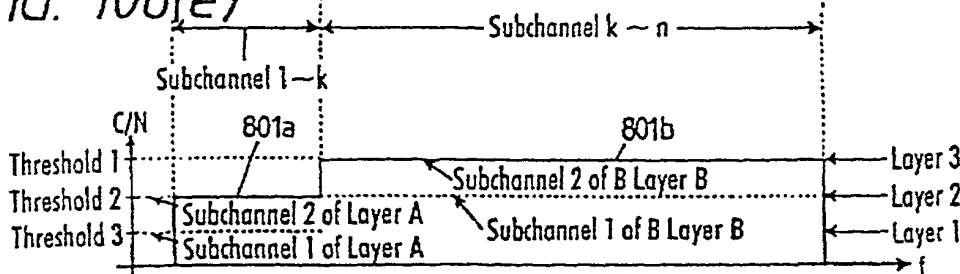 Subchannel k ~ n
Subchannel 1~k
C/N
801a
801b
Threshold 1
Layer 3
Subchannel 2 of B Layer B
Threshold 2
Layer 2
Subchannel 2 of Layer A
Subchannel 1 of B Layer B
Threshold 3
Layer 1
Subchannel 1 of Layer A
f